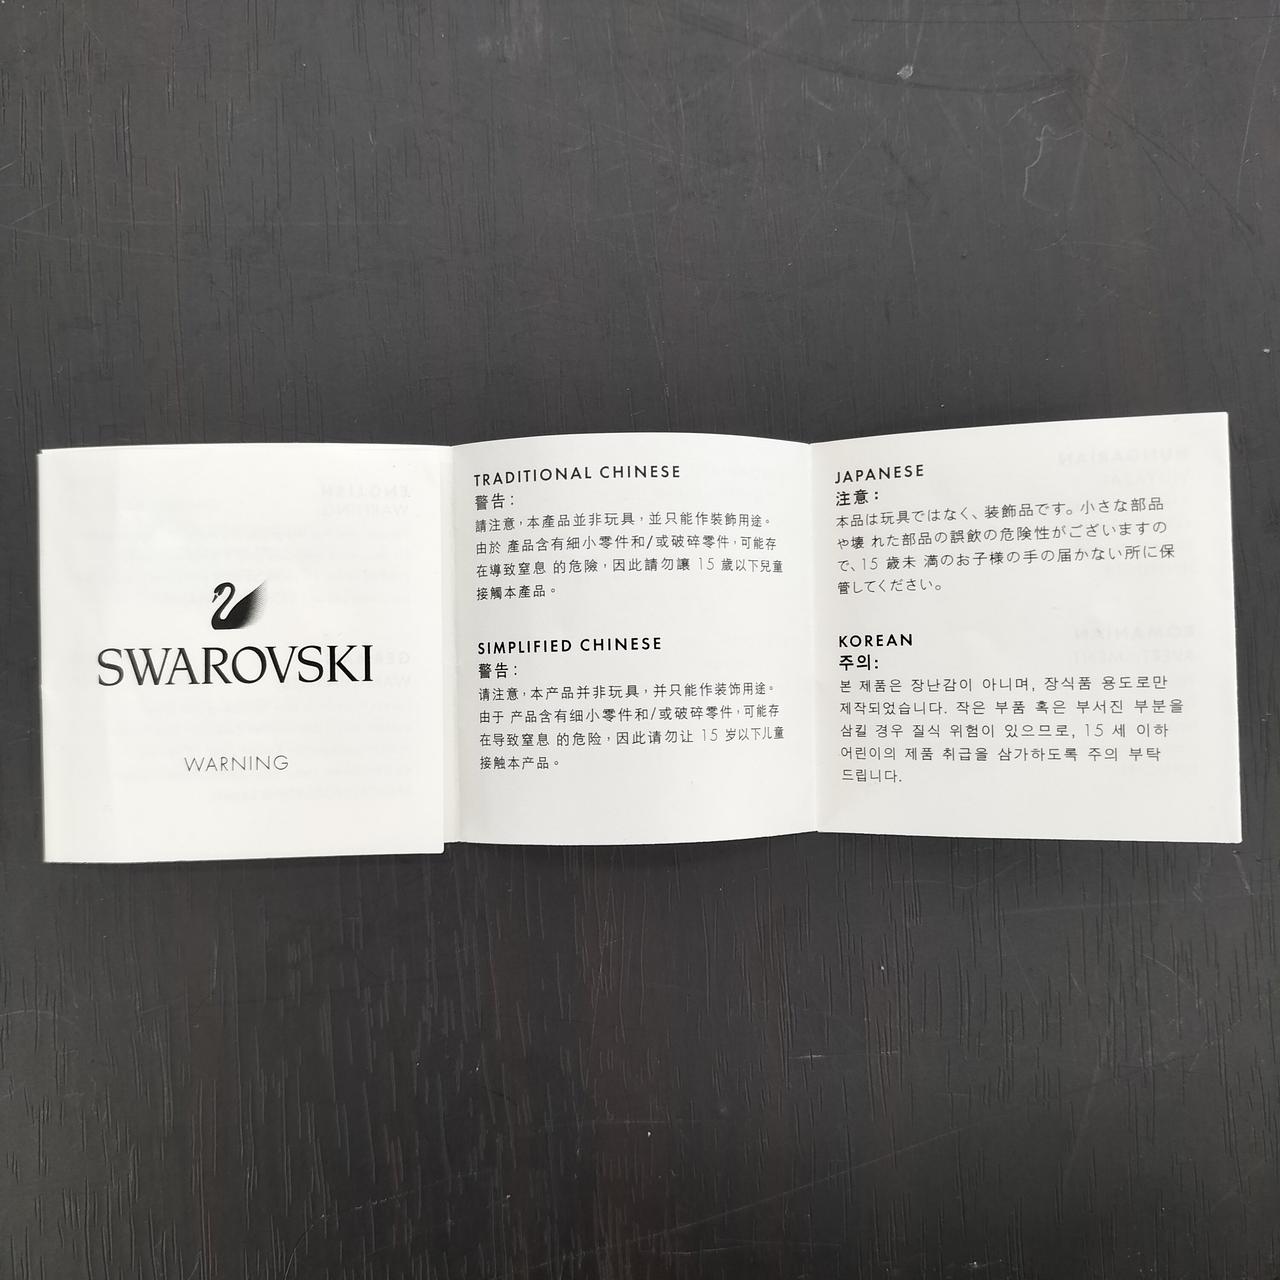 SWAROVSKI
WARNING
TRADITIONAL CHINESE
警告：
請注意，本產品並非玩具，並只能作裝飾用途。
由於 產品含有細小零件和/或破碎零件，可能存
在導致窒息 的危險，因此請勿讓 15 歲以下兒童
接觸本產品。
SIMPLIFIED CHINESE
警告：
请注意，本产品并非玩具，并只能作装饰用途。
由于 产品含有细小零件和/或破碎零件，可能存
在导致窒息 的危险，因此请勿让 15 岁以下儿童
接触本产品。
JAPANESE
注意：
本品は玩具ではなく、装飾品です。小さな部品
や壊 れた部品の誤飲の危険性がございますの
で、15 歳未 満のお子様の手の届かない所に保
管してください。
KOREAN
주의:
본 제품은 장난감이 아니며, 장식품 용도로만
제작되었습니다. 작은 부품 혹은 부서진 부분을
삼킬 경우 질식 위험이 있으므로, 15 세 이하
어린이의 제품 취급을 삼가하도록 주의 부탁
드립니다.